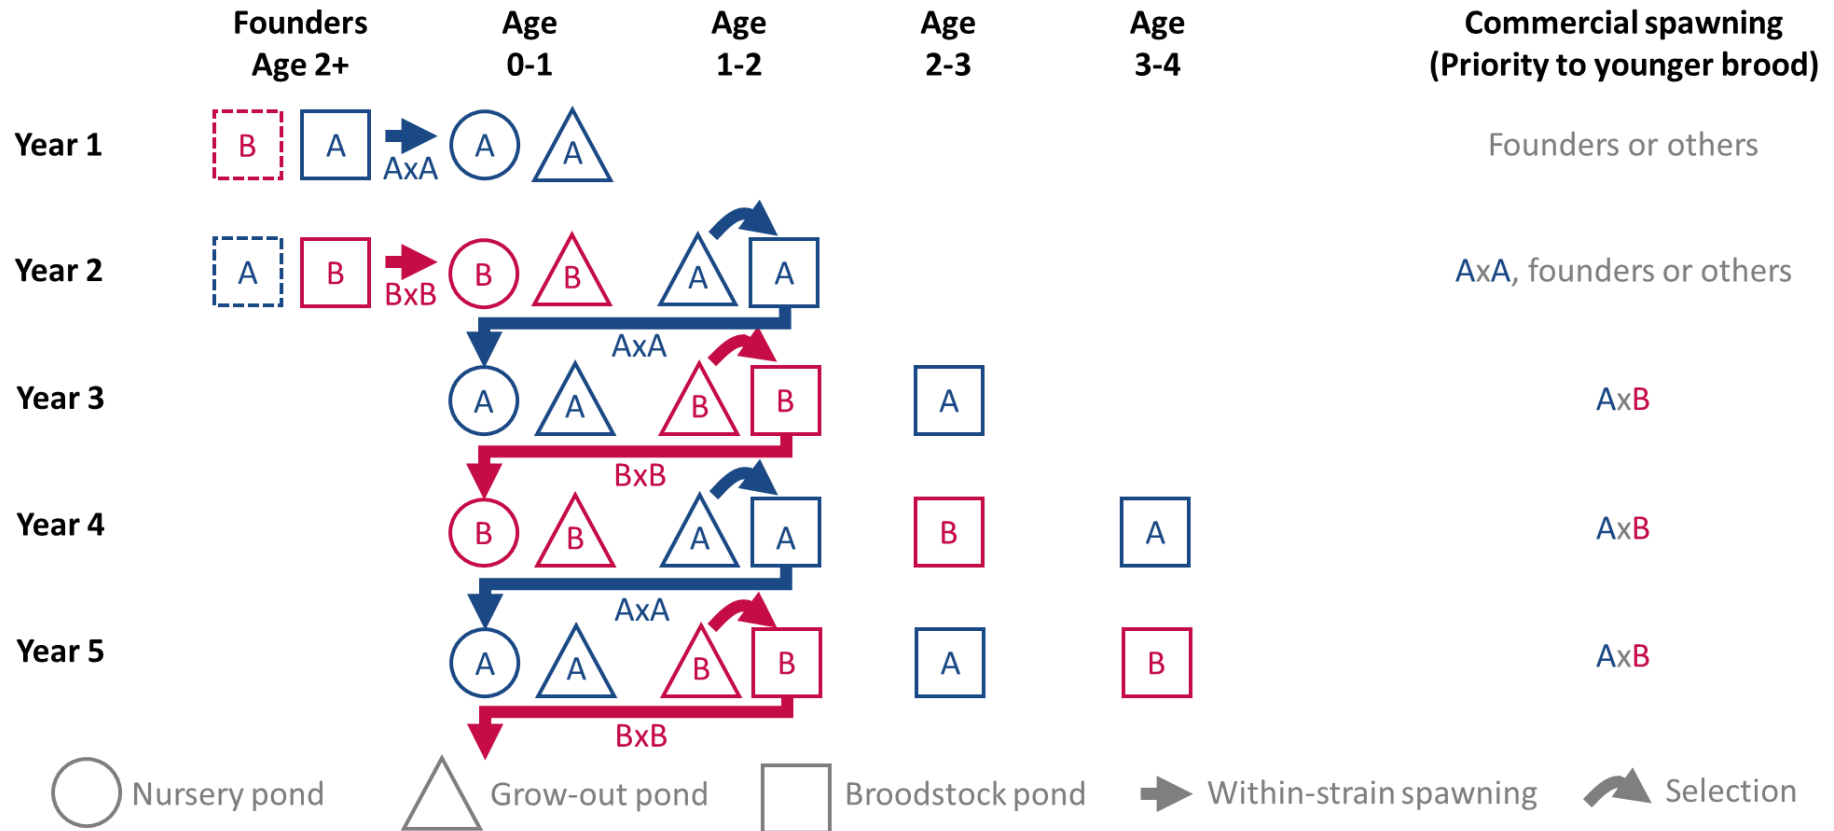 Founders Age Age Age Age Commercial spawning
Age 2+ 0-1 1-2 2-3 3-4 (Priority to younger brood)
Year 1 B A AxA A A Founders or others
Year 2 A B BxB B B A A AxA, founders or others
AxA
Year 3 A A B B A AxB
BxB
Year 4 B B A A B A AxB
AxA
Year 5 A A B B A B AxB
BxB
Nursery pond Grow-out pond Broodstock pond Within-strain spawning Selection